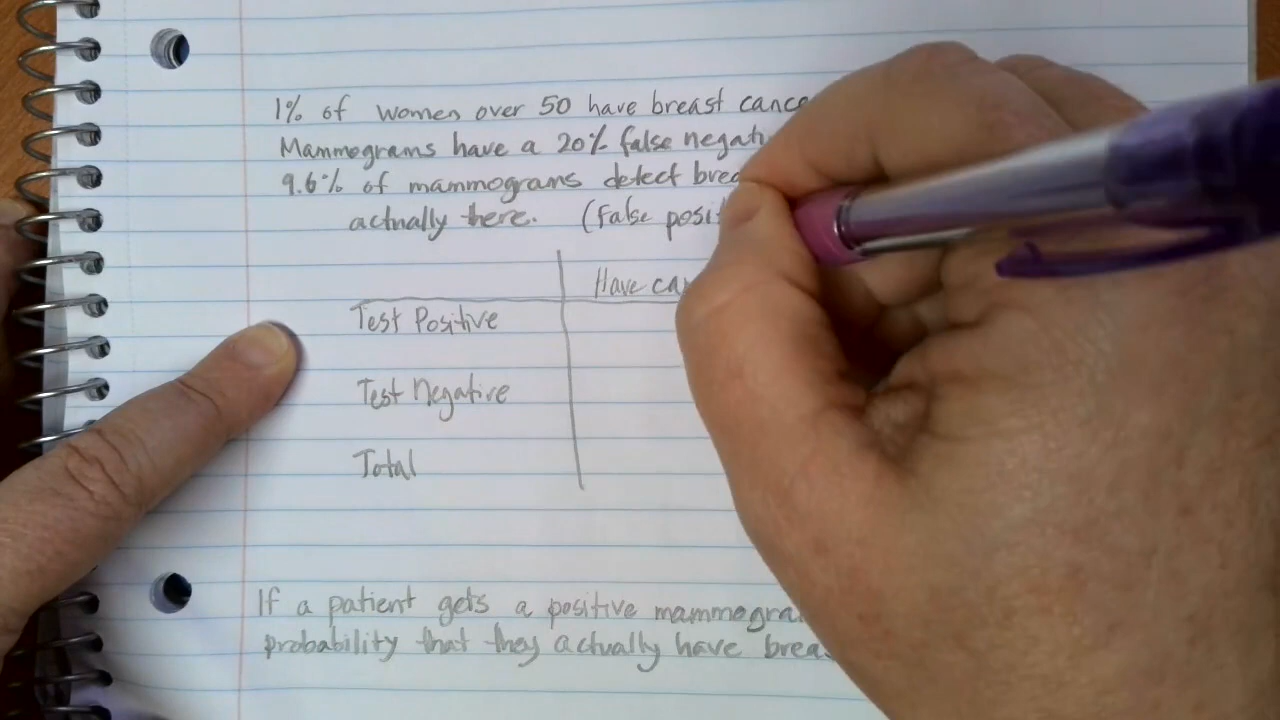 1% of women over 50 have breast cance
Mammograms have a 20% false negati
9.6% of mammograms detect brea
actually there. (False posit
Have ca
Test Positive
Test Negative
Total
If a patient gets a positive mammogra
probability that they actually have brea